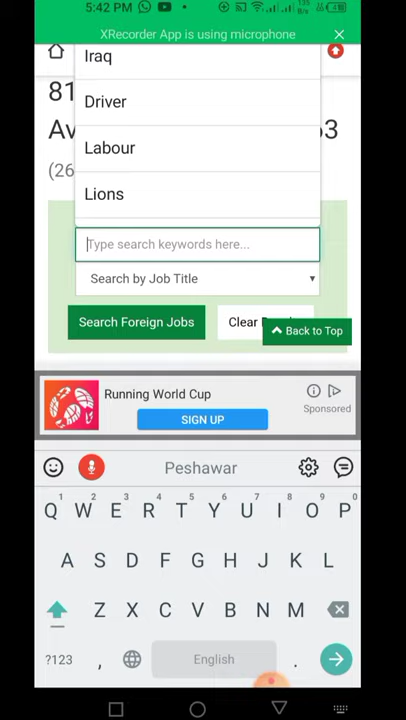 5:42 PM
XRecorder App is using microphone
Iraq
81
Driver
Av
63
Labour
(26
Lions
Type search keywords here...
Search by Job Title
Search Foreign Jobs
Clear
Back to Top
Running World Cup
SIGN UP
Sponsored
Peshawar
1 2 3 4 5 6 7 8 9 0
Q W E R T Y U I O P
A S D F G H J K L
Z X C V B N M
?123 , English .